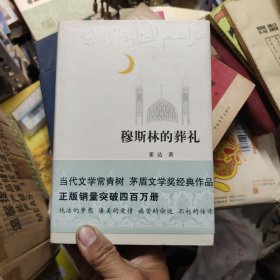 穆斯林的葬礼
霍达 著
当代文学常青树 茅盾文学奖经典作品
正版销量突破四百万册
纯洁的梦想 凄美的爱情 痛苦的命运 不朽的传奇